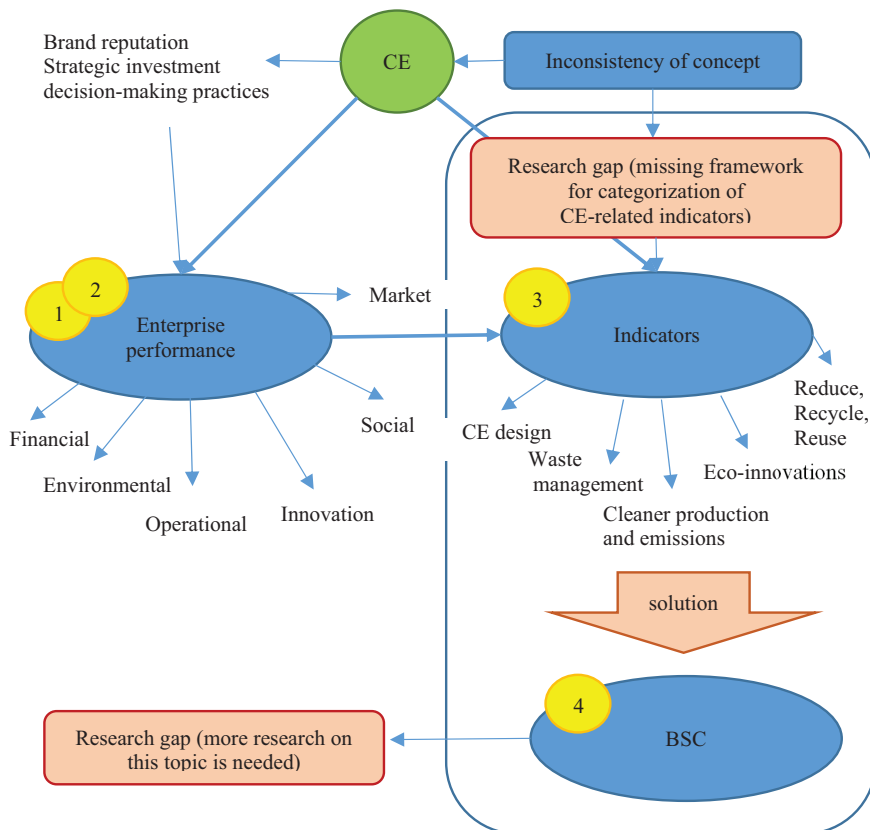 Brand reputation
Strategic investment
decision-making practices
CE
Inconsistency of concept
Research gap (missing framework
for categorization of
CE-related indicators)
1
2
Enterprise
performance
Market
3
Indicators
Financial
Environmental
Operational
Innovation
Social
CE design
Waste
management
Cleaner production
and emissions
Eco-innovations
Reduce,
Recycle,
Reuse
solution
4
BSC
Research gap (more research on
this topic is needed)